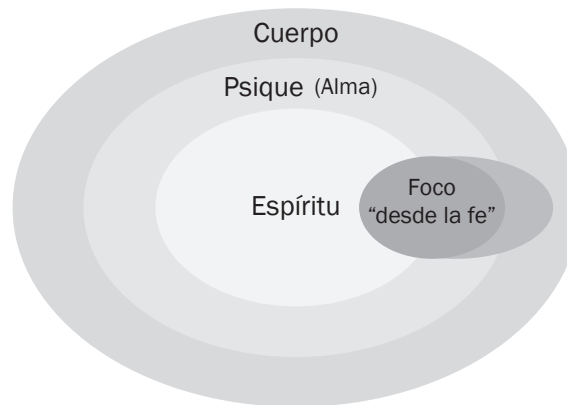 Cuerpo
Psique (Alma)
Espíritu
Foco
“desde la fe”